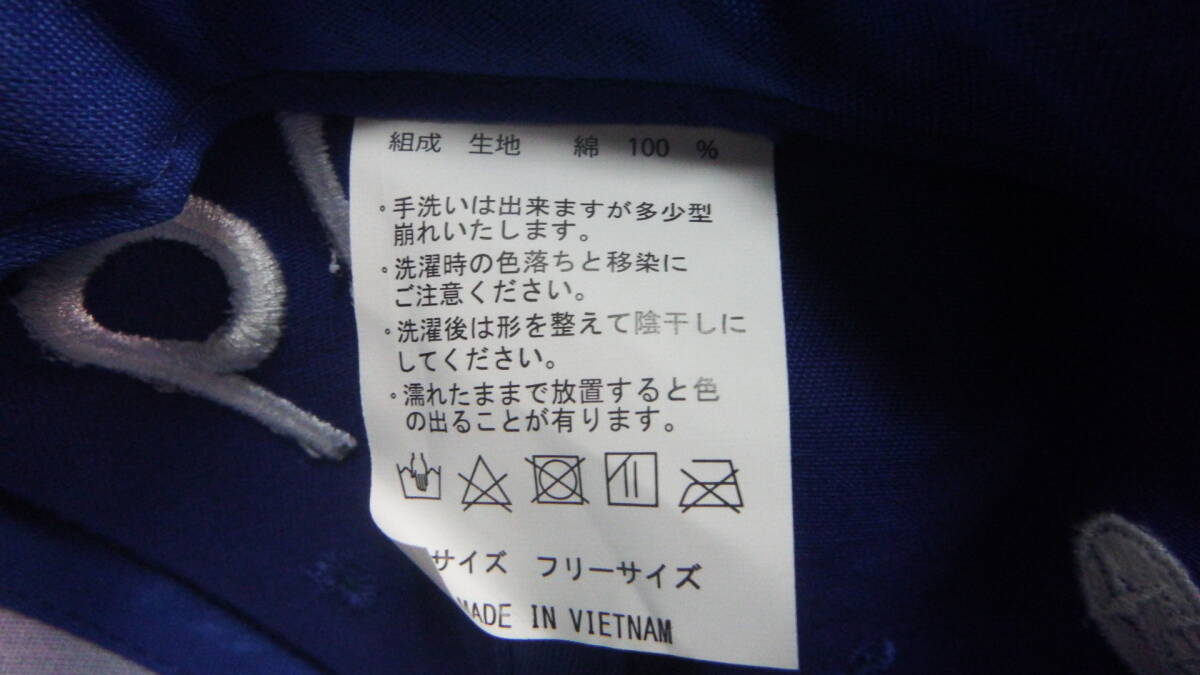 組成 生地 綿 100 %
・手洗いは出来ますが多少型
崩れいたします。
・洗濯時の色落ちと移染に
ご注意ください。
・洗濯後は形を整えて陰干しに
してください。
・濡れたままで放置すると色
の出ることが有ります。
サイズ フリーサイズ
MADE IN VIETNAM